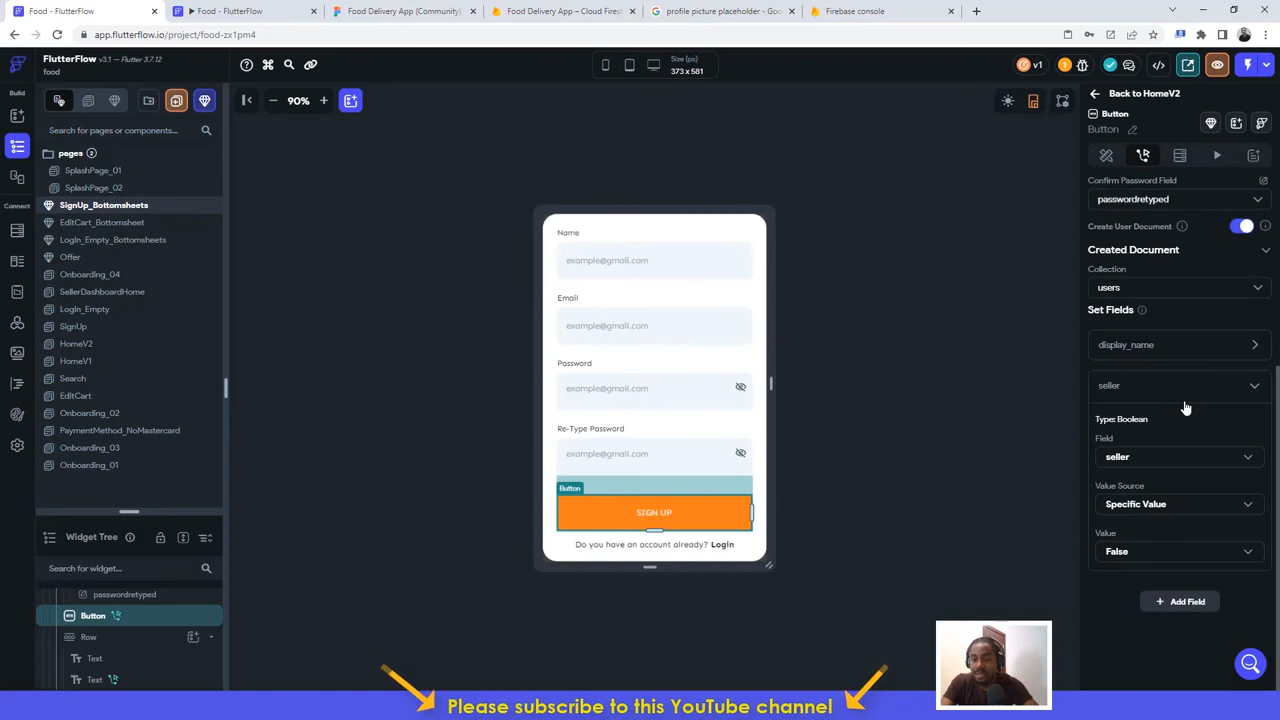 Food - FlutterFlow
Food - FlutterFlow
Food Delivery App (Community)
Food Delivery App – Cloud Firest
profile picture placeholder - Goo
Firebase console
app.flutterflow.io/project/food-zx1pm4
FlutterFlow v3.1 – Flutter 3.7.12
food
Size (px)
373 x 581
v1
1
Build
Connect
90%
Search for pages or components...
pages 2
SplashPage_01
SplashPage_02
SignUp_Bottomsheets
EditCart_Bottomsheet
LogIn_Empty_Bottomsheets
Offer
Onboarding_04
SellerDashboardHome
LogIn_Empty
SignUp
HomeV2
HomeV1
Search
EditCart
Onboarding_02
PaymentMethod_NoMastercard
Onboarding_03
Onboarding_01
Widget Tree
Search for widget...
passwordretyped
Button
Row
Text
Text
Name
example@gmail.com
Email
example@gmail.com
Password
example@gmail.com
Re-Type Password
example@gmail.com
Button
SIGN UP
Do you have an account already? Login
Back to HomeV2
Button
Button
Confirm Password Field
passwordretyped
Create User Document
Created Document
Collection
users
Set Fields
display_name
seller
Type: Boolean
Field
seller
Value Source
Specific Value
Value
False
+ Add Field
Please subscribe to this YouTube channel